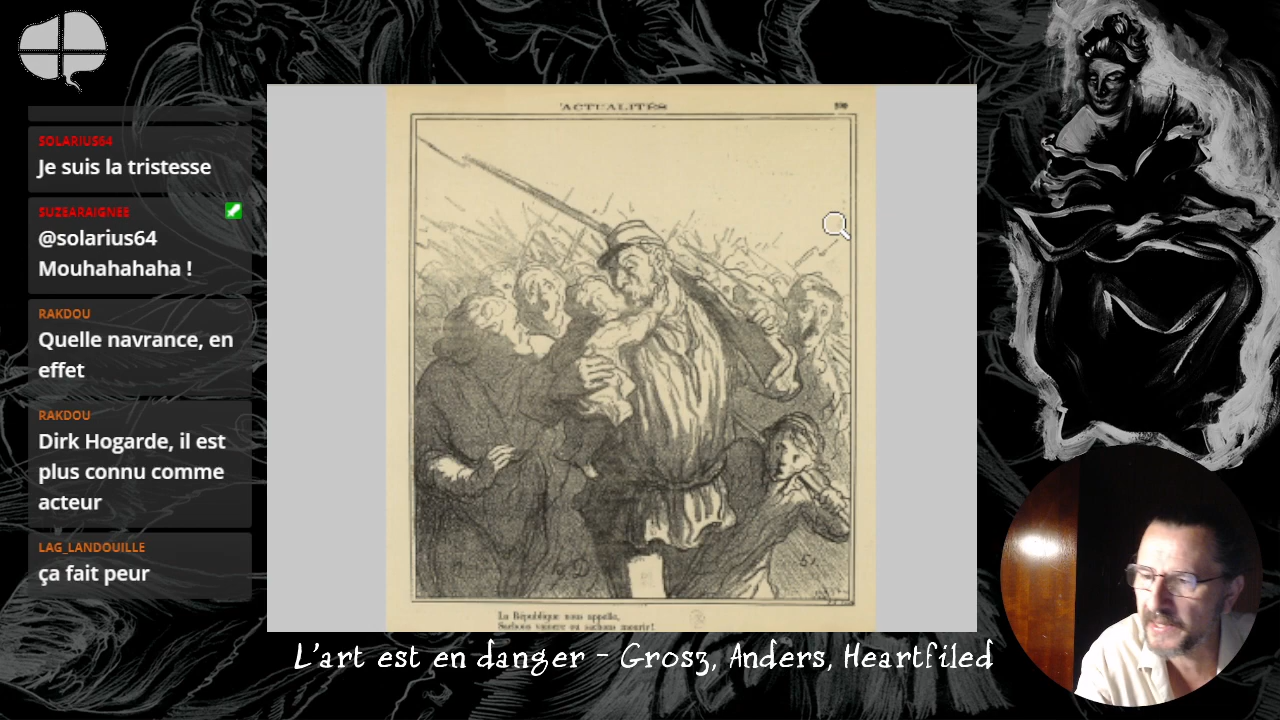 SOLARIUS64
Je suis la tristesse
SUZEARAIGNEE
@solarius64
Mouhahahaha !
RAKDOU
Quelle navrance, en
effet
RAKDOU
Dirk Hogarde, il est
plus connu comme
acteur
LAG_LANDOUILLE
ça fait peur
ACTUALITÉS
h.D
51
La République nous appelle,
Sachons vaincre ou sachons mourir!
L'art est en danger - Grosz, Anders, Heartfiled